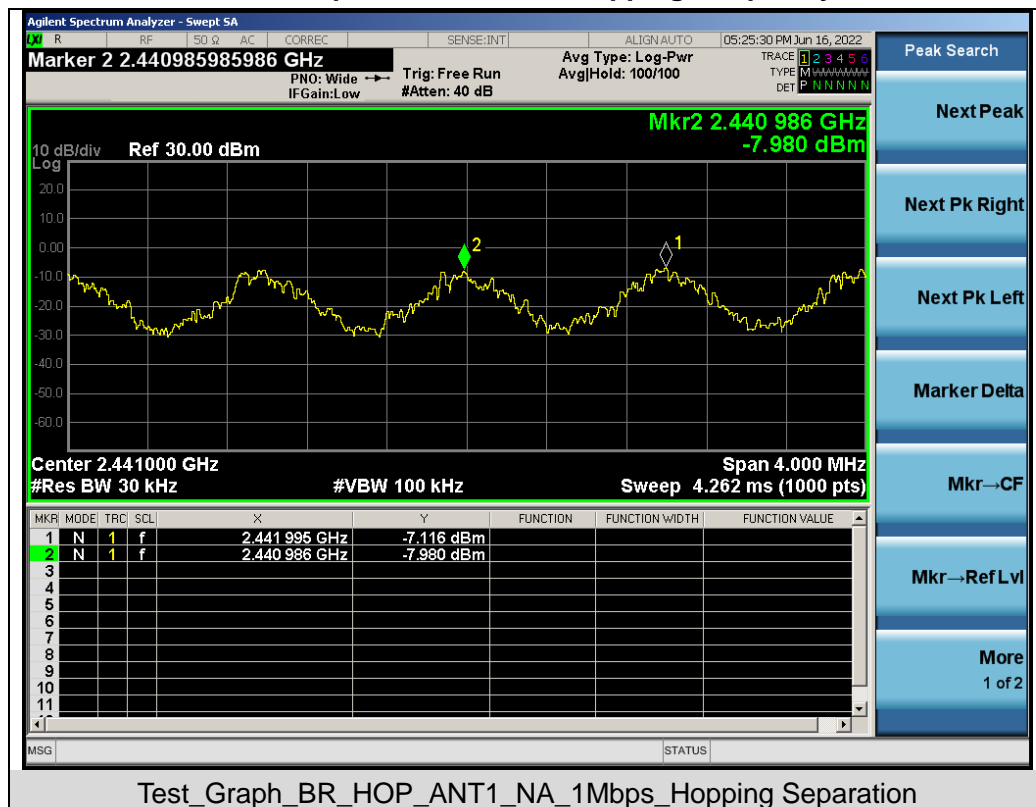 Agilent Spectrum Analyzer - Swept SA
LXI R RF 50 Ω AC CORREC SENSE:INT ALIGN AUTO 05:25:30 PM Jun 16, 2022
Marker 2 2.440985985986 GHz
PNO: Wide
IFGain:Low
Trig: Free Run
#Atten: 40 dB
Avg Type: Log-Pwr
Avg|Hold: 100/100
TRACE 1 2 3 4 5 6
TYPE M W W W W W
DET P N N N N N
Peak Search
Mkr2 2.440 986 GHz
-7.980 dBm
10 dB/div Ref 30.00 dBm
Log
20.0
10.0
0.00
-10.0
-20.0
-30.0
-40.0
-50.0
-60.0
2
1
Center 2.441000 GHz Span 4.000 MHz
#Res BW 30 kHz #VBW 100 kHz Sweep 4.262 ms (1000 pts)
MKR MODE TRC SCL X Y FUNCTION FUNCTION WIDTH FUNCTION VALUE
1 N 1 f 2.441 995 GHz -7.116 dBm
2 N 1 f 2.440 986 GHz -7.980 dBm
3
4
5
6
7
8
9
10
11
Next Peak
Next Pk Right
Next Pk Left
Marker Delta
Mkr→CF
Mkr→Ref Lvl
More
1 of 2
MSG STATUS
Test_Graph_BR_HOP_ANT1_NA_1Mbps_Hopping Separation